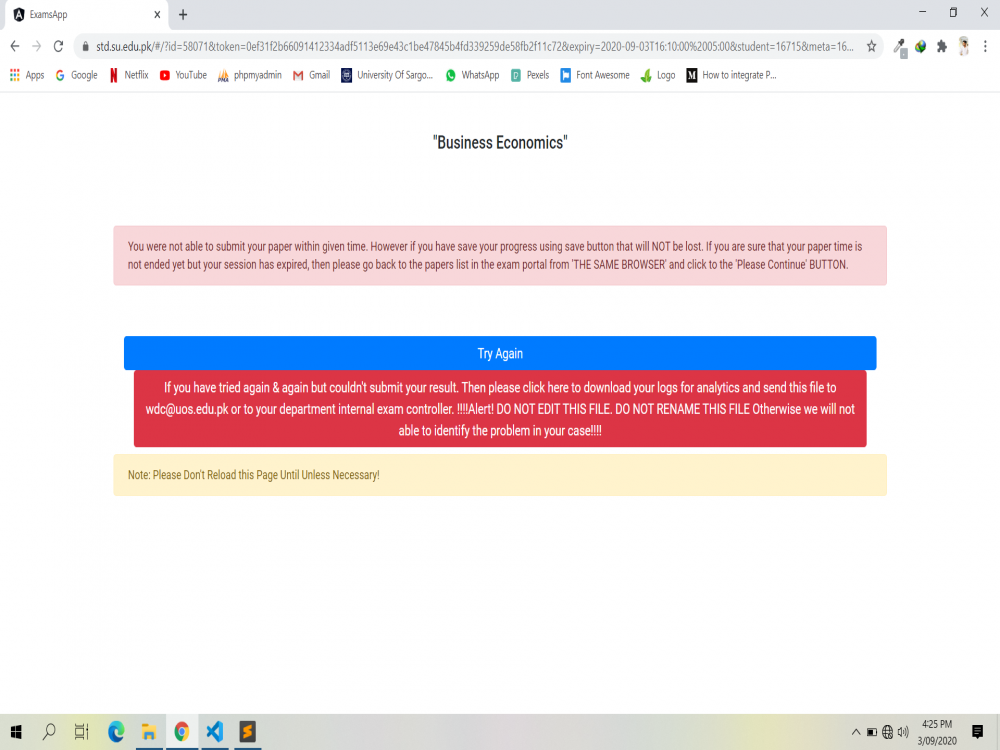 ExamsApp
std.su.edu.pk/#/?id=58071&token=0ef31f2b66091412334adf5113e69e43c1be47845b4fd339259de58fb2f11c72&expiry=2020-09-03T16:10:00%2005:00&student=16715&meta=16...
Apps Google Netflix YouTube phpmyadmin Gmail University Of Sargo... WhatsApp Pexels Font Awesome Logo How to integrate P...
"Business Economics"
You were not able to submit your paper within given time. However if you have save your progress using save button that will NOT be lost. If you are sure that your paper time is
not ended yet but your session has expired, then please go back to the papers list in the exam portal from 'THE SAME BROWSER' and click to the 'Please Continue' BUTTON.
Try Again
If you have tried again & again but couldn't submit your result. Then please click here to download your logs for analytics and send this file to
wdc@uos.edu.pk or to your department internal exam controller. !!!!Alert! DO NOT EDIT THIS FILE. DO NOT RENAME THIS FILE Otherwise we will not
able to identify the problem in your case!!!!
Note: Please Don't Reload this Page Until Unless Necessary!
4:25 PM
3/09/2020